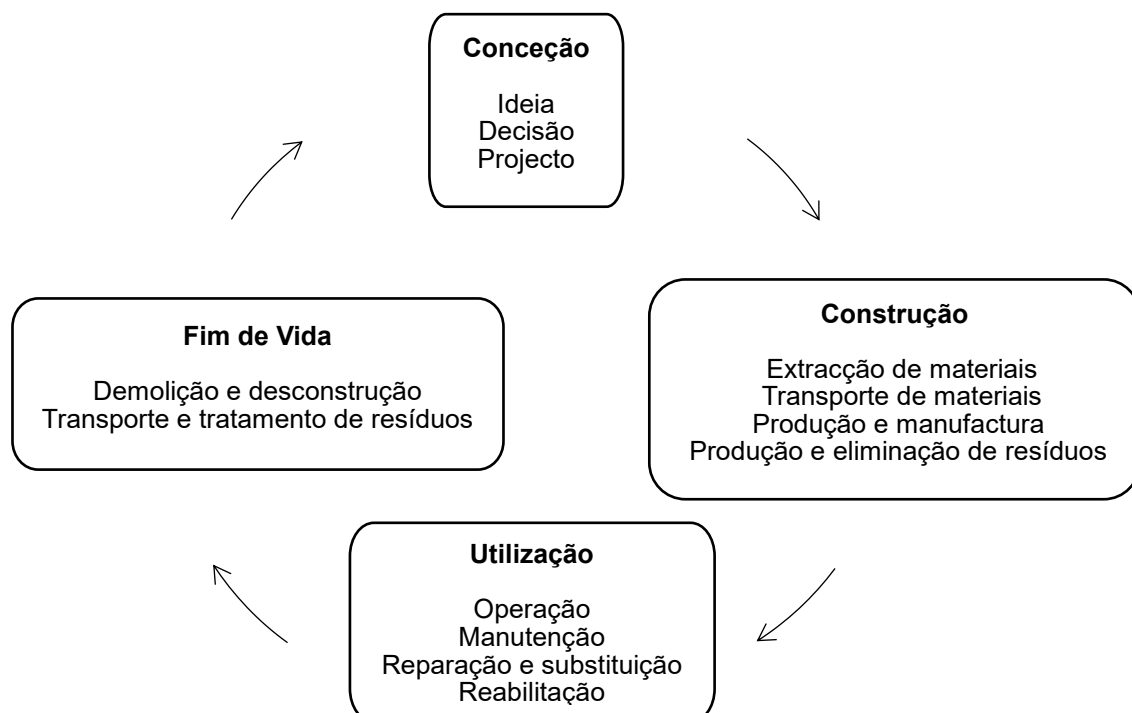 Conceção
Ideia
Decisão
Projecto
Construção
Extracção de materiais
Transporte de materiais
Produção e manufactura
Produção e eliminação de resíduos
Utilização
Operação
Manutenção
Reparação e substituição
Reabilitação
Fim de Vida
Demolição e desconstrução
Transporte e tratamento de resíduos